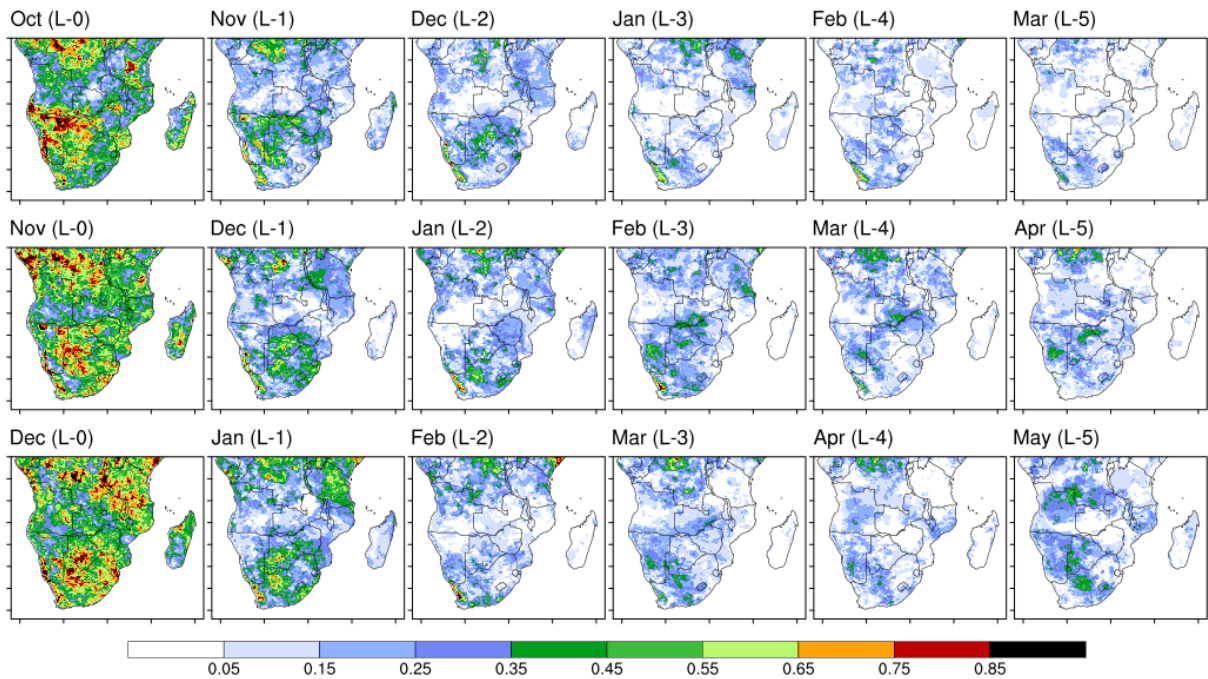 Oct (L-0) Nov (L-1) Dec (L-2) Jan (L-3) Feb (L-4) Mar (L-5)
Nov (L-0) Dec (L-1) Jan (L-2) Feb (L-3) Mar (L-4) Apr (L-5)
Dec (L-0) Jan (L-1) Feb (L-2) Mar (L-3) Apr (L-4) May (L-5)
0.05 0.15 0.25 0.35 0.45 0.55 0.65 0.75 0.85